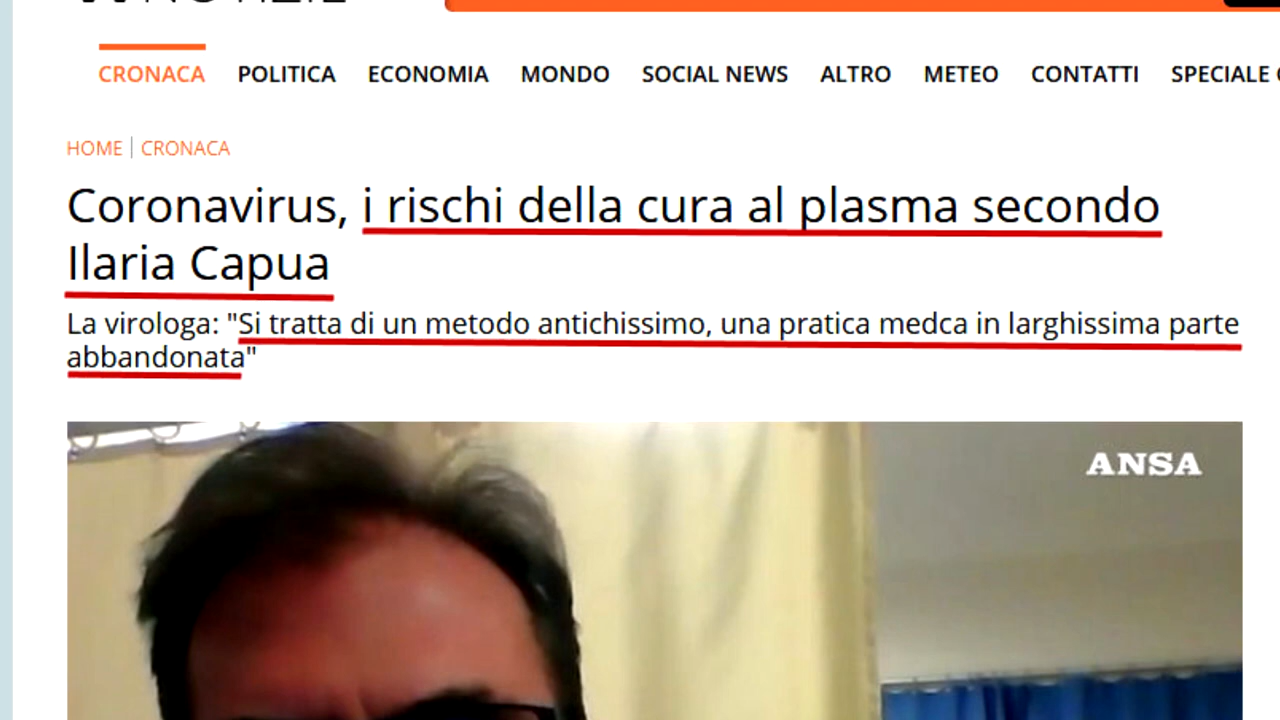 CRONACA POLITICA ECONOMIA MONDO SOCIAL NEWS ALTRO METEO CONTATTI SPECIALE
HOME | CRONACA
Coronavirus, i rischi della cura al plasma secondo
Ilaria Capua
La virologa: "Si tratta di un metodo antichissimo, una pratica medca in larghissima parte
abbandonata"
ANSA